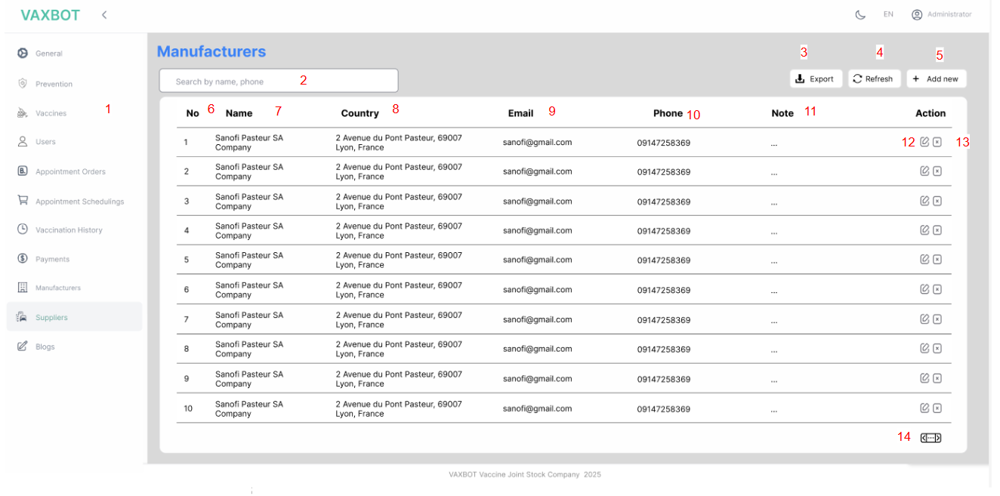 VAXBOT
EN Administrator
General
Prevention
1
Vaccines
Users
Appointment Orders
Appointment Schedulings
Vaccination History
Payments
Manufacturers
Suppliers
Blogs
Manufacturers
3 4 5
Search by name, phone 2
Export Refresh + Add new
No 6 Name 7 Country 8 Email 9 Phone 10 Note 11 Action
1 Sanofi Pasteur SA 2 Avenue du Pont Pasteur, 69007 sanofi@gmail.com 09147258369 ... 12 13
Company Lyon, France
2 Sanofi Pasteur SA 2 Avenue du Pont Pasteur, 69007 sanofi@gmail.com 09147258369 ...
Company Lyon, France
3 Sanofi Pasteur SA 2 Avenue du Pont Pasteur, 69007 sanofi@gmail.com 09147258369 ...
Company Lyon, France
4 Sanofi Pasteur SA 2 Avenue du Pont Pasteur, 69007 sanofi@gmail.com 09147258369 ...
Company Lyon, France
5 Sanofi Pasteur SA 2 Avenue du Pont Pasteur, 69007 sanofi@gmail.com 09147258369 ...
Company Lyon, France
6 Sanofi Pasteur SA 2 Avenue du Pont Pasteur, 69007 sanofi@gmail.com 09147258369 ...
Company Lyon, France
7 Sanofi Pasteur SA 2 Avenue du Pont Pasteur, 69007 sanofi@gmail.com 09147258369 ...
Company Lyon, France
8 Sanofi Pasteur SA 2 Avenue du Pont Pasteur, 69007 sanofi@gmail.com 09147258369 ...
Company Lyon, France
9 Sanofi Pasteur SA 2 Avenue du Pont Pasteur, 69007 sanofi@gmail.com 09147258369 ...
Company Lyon, France
10 Sanofi Pasteur SA 2 Avenue du Pont Pasteur, 69007 sanofi@gmail.com 09147258369 ...
Company Lyon, France
14
VAXBOT Vaccine Joint Stock Company 2025